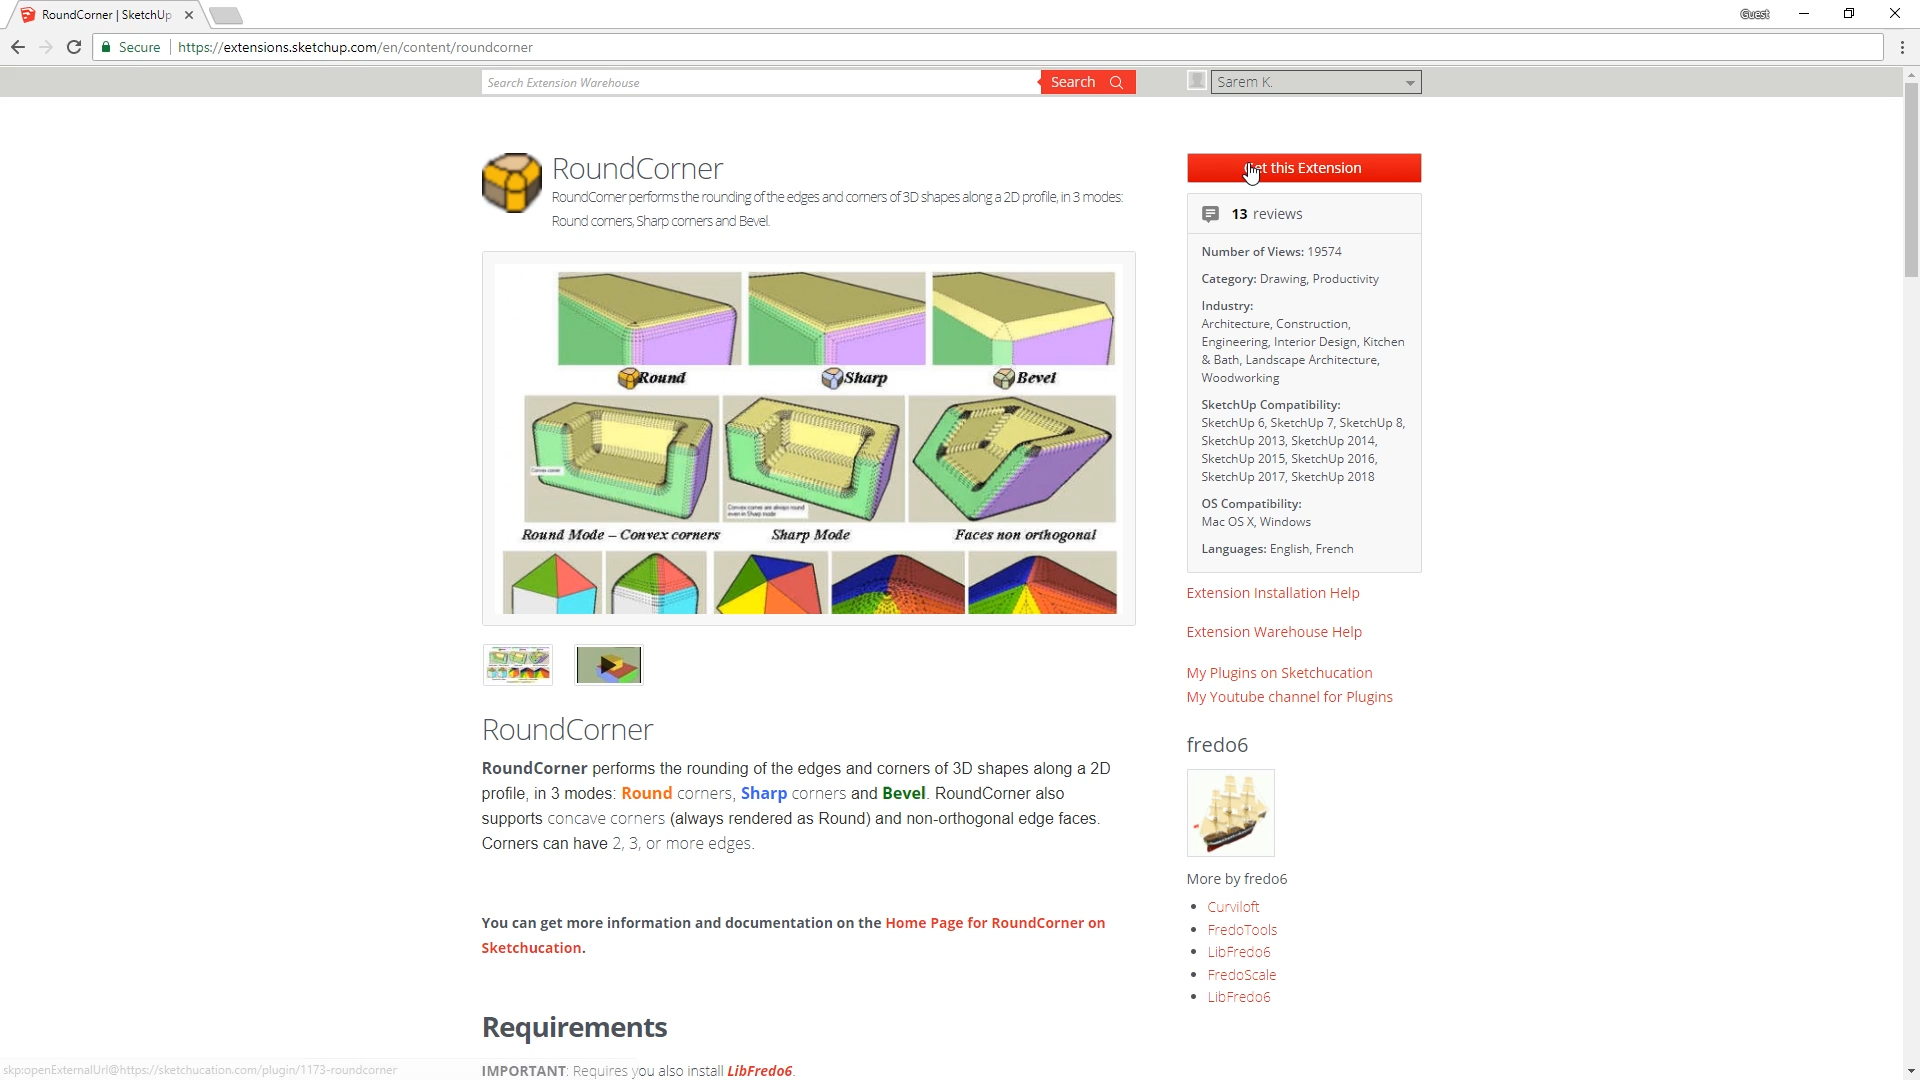 RoundCorner | SketchUp
Guest
Secure
https://extensions.sketchup.com/en/content/roundcorner
Search Extension Warehouse
Search
Sarem K.
RoundCorner
RoundCorner performs the rounding of the edges and corners of 3D shapes along a 2D profile, in 3 modes:
Round corners, Sharp corners and Bevel.
Round
Sharp
Bevel
Convex corner
Round Mode – Convex corners
Sharp Mode
Faces non orthogonal
RoundCorner
RoundCorner performs the rounding of the edges and corners of 3D shapes along a 2D
profile, in 3 modes: Round corners, Sharp corners and Bevel. RoundCorner also
supports concave corners (always rendered as Round) and non-orthogonal edge faces.
Corners can have 2, 3, or more edges.
You can get more information and documentation on the Home Page for RoundCorner on
Sketchucation.
Requirements
IMPORTANT: Requires you also install LibFredo6.
this Extension
13 reviews
Number of Views: 19574
Category: Drawing, Productivity
Industry:
Architecture, Construction,
Engineering, Interior Design, Kitchen
& Bath, Landscape Architecture,
Woodworking
SketchUp Compatibility:
SketchUp 6, SketchUp 7, SketchUp 8,
SketchUp 2013, SketchUp 2014,
SketchUp 2015, SketchUp 2016,
SketchUp 2017, SketchUp 2018
OS Compatibility:
Mac OS X, Windows
Languages: English, French
Extension Installation Help
Extension Warehouse Help
My Plugins on Sketchucation
My Youtube channel for Plugins
fredo6
More by fredo6
Curviloft
FredoTools
LibFredo6
FredoScale
LibFredo6
skp:openExternalUrl@https://sketchucation.com/plugin/1173-roundcorner